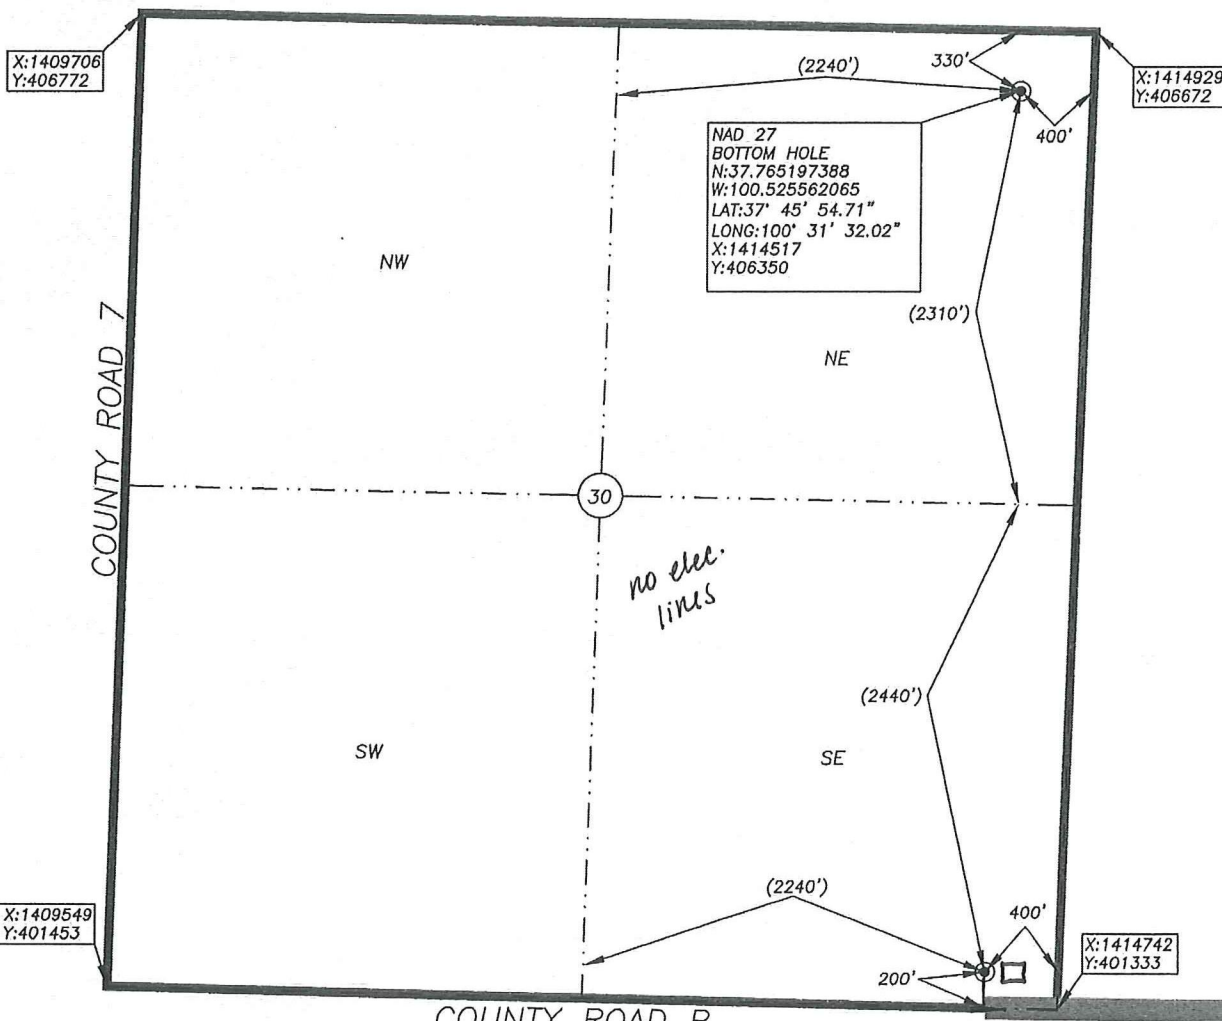 X:1409706
Y:406772
(2240')
330'
X:1414929
Y:406672
400'
NAD 27
BOTTOM HOLE
N:37.765197388
W:100.525562065
LAT:37° 45' 54.71"
LONG:100° 31' 32.02"
X:1414517
Y:406350
NW
(2310')
NE
COUNTY ROAD 7
30
no elec.
lines
(2440')
SW
SE
(2240')
X:1409549
Y:401453
400'
X:1414742
Y:401333
200'
COUNTY ROAD